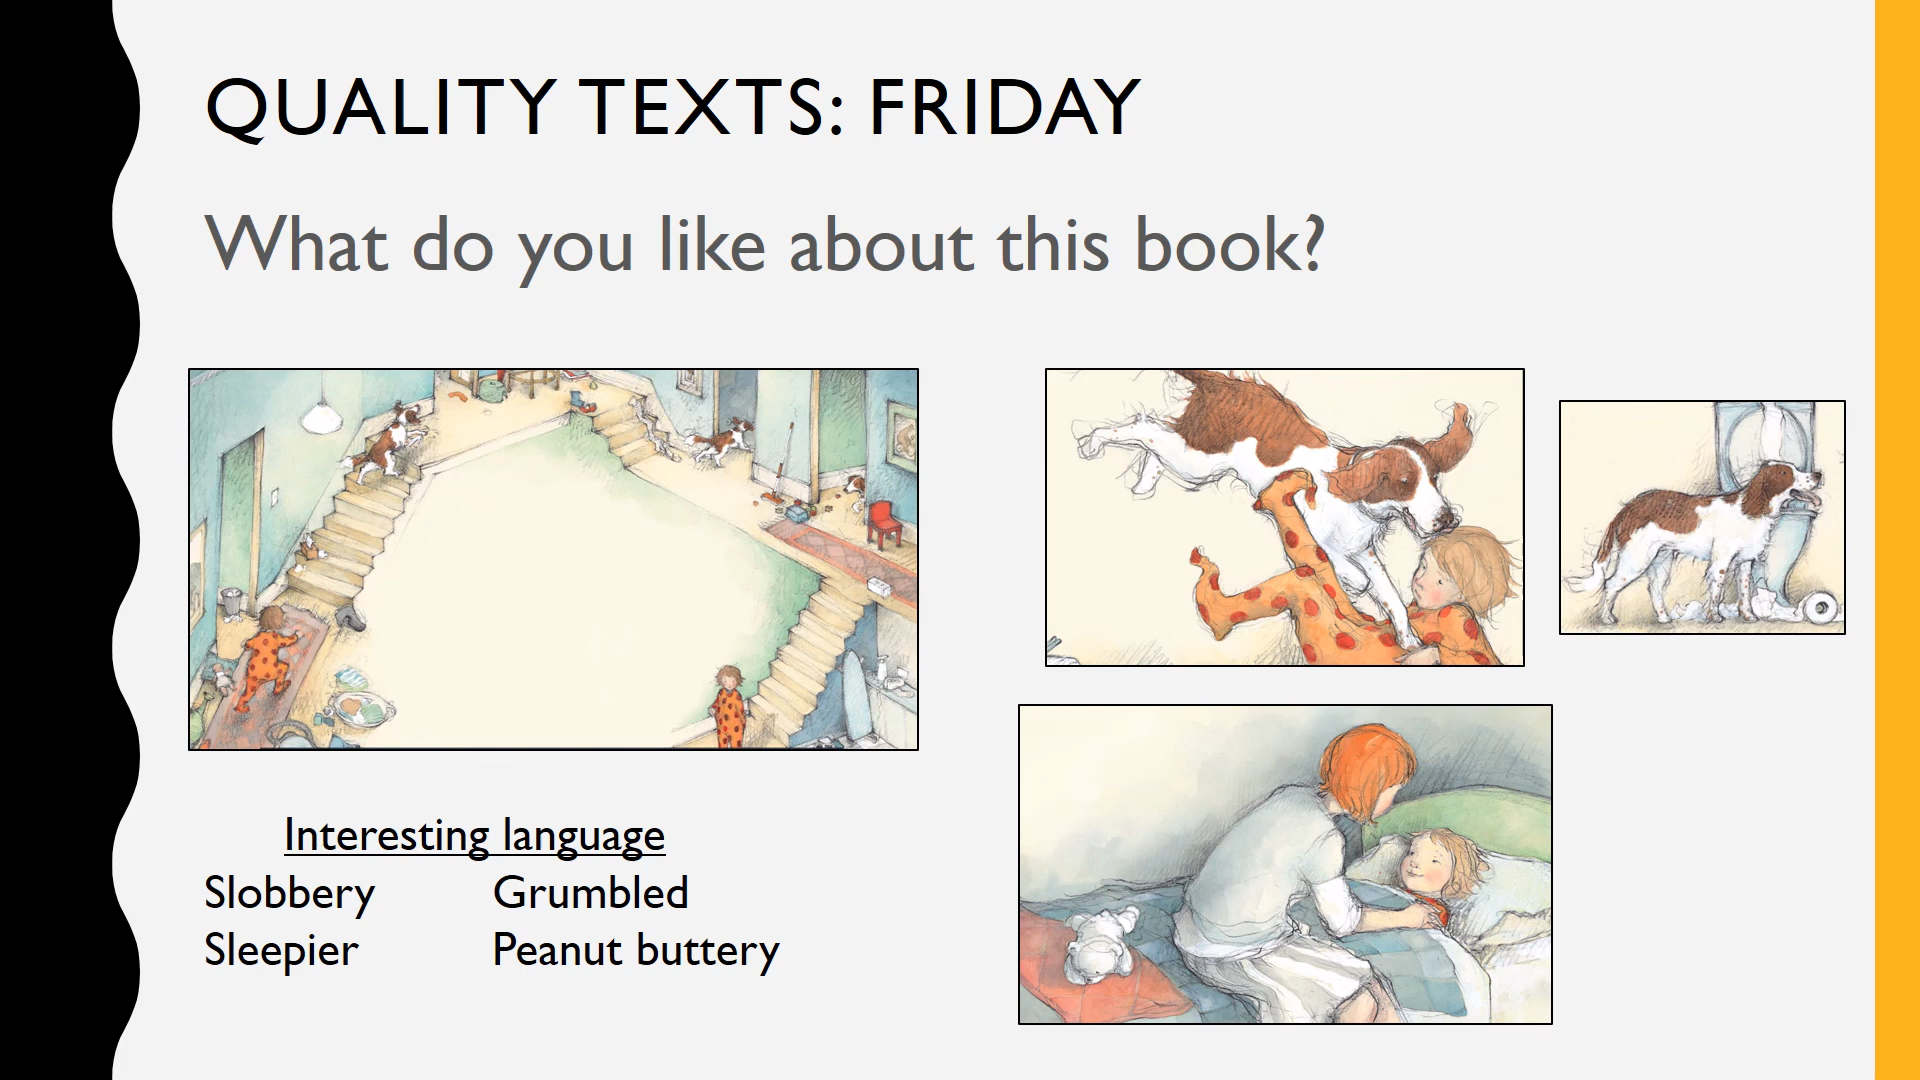 QUALITY TEXTS: FRIDAY
What do you like about this book?
Interesting language
Slobbery Grumbled
Sleepier Peanut buttery